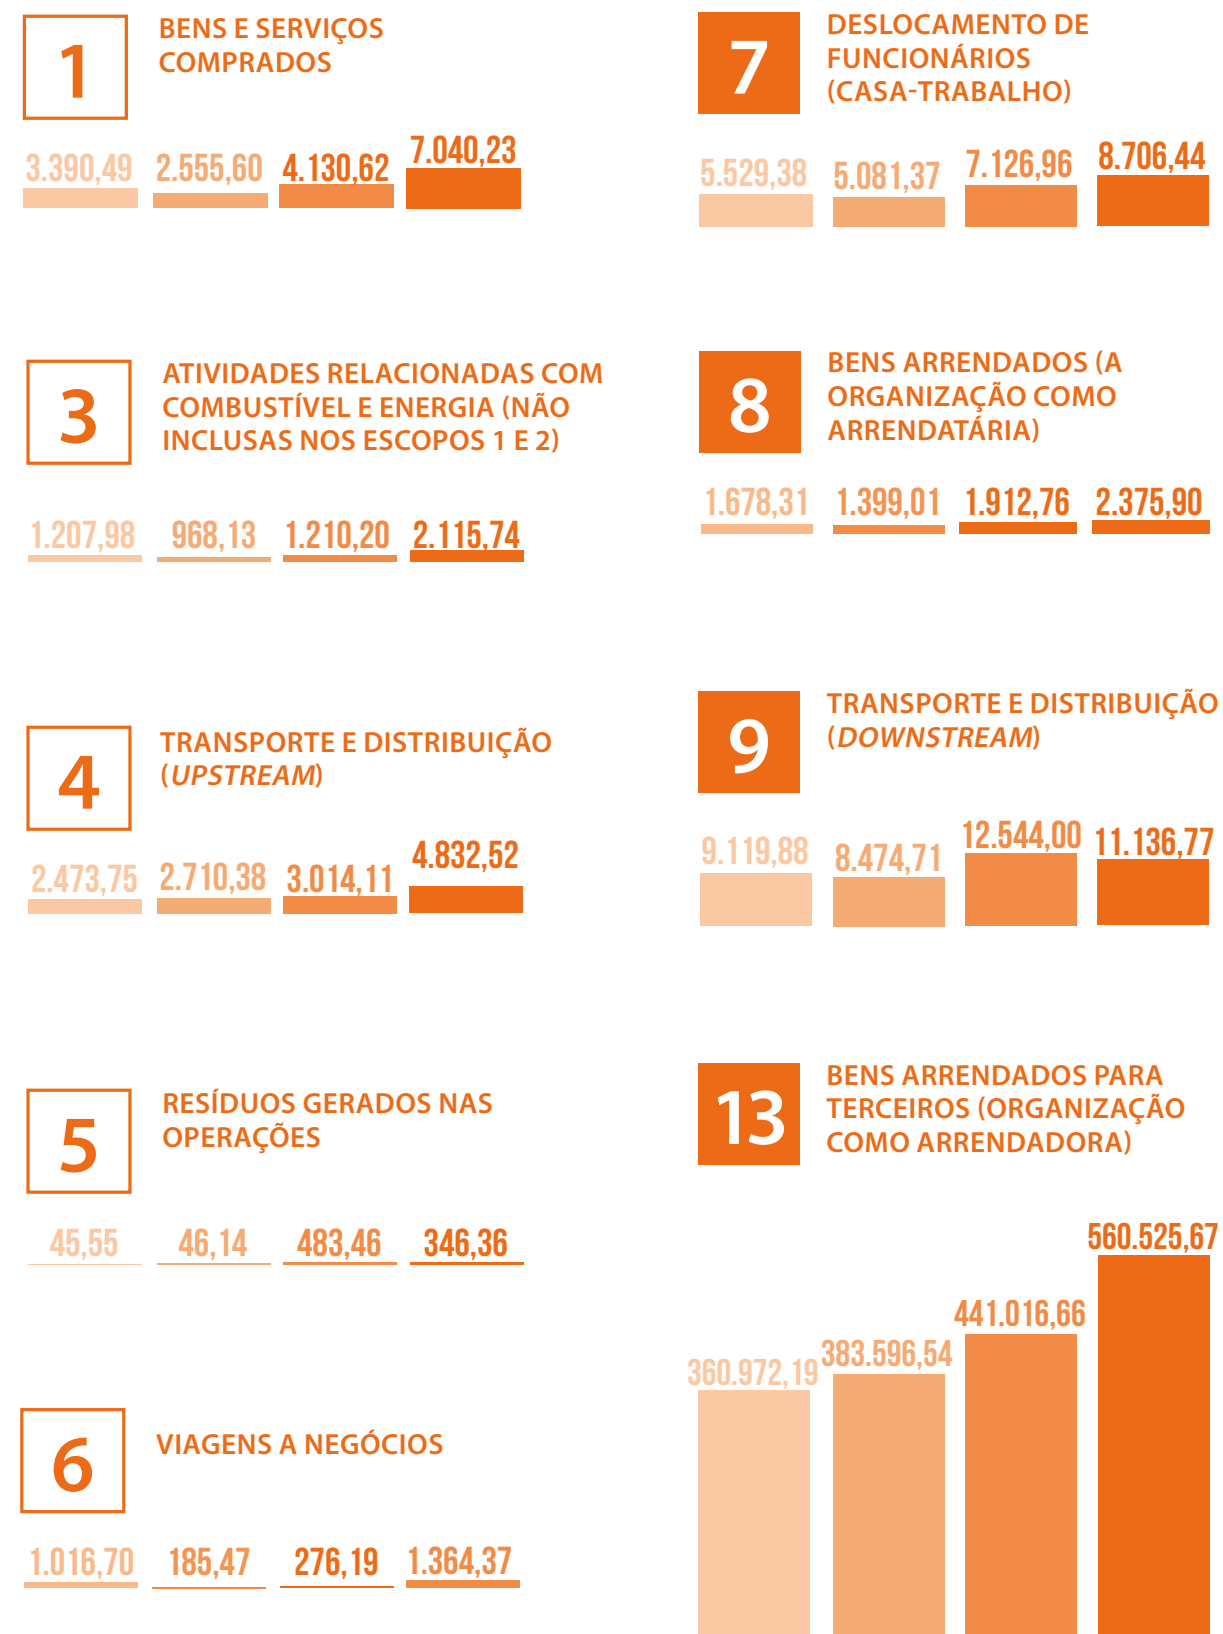 1
BENS E SERVIÇOS
COMPRADOS
3.390,49 2.555,60 4.130,62 7.040,23
3
ATIVIDADES RELACIONADAS COM
COMBUSTÍVEL E ENERGIA (NÃO
INCLUSAS NOS ESCOPOS 1 E 2)
1.207,98 968,13 1.210,20 2.115,74
4
TRANSPORTE E DISTRIBUIÇÃO
(UPSTREAM)
2.473,75 2.710,38 3.014,11 4.832,52
5
RESÍDUOS GERADOS NAS
OPERAÇÕES
45,55 46,14 483,46 346,36
6
VIAGENS A NEGÓCIOS
1.016,70 185,47 276,19 1.364,37
7
DESLOCAMENTO DE
FUNCIONÁRIOS
(CASA-TRABALHO)
5.529,38 5.081,37 7.126,96 8.706,44
8
BENS ARRENDADOS (A
ORGANIZAÇÃO COMO
ARRENDATÁRIA)
1.678,31 1.399,01 1.912,76 2.375,90
9
TRANSPORTE E DISTRIBUIÇÃO
(DOWNSTREAM)
9.119,88 8.474,71 12.544,00 11.136,77
13
BENS ARRENDADOS PARA
TERCEIROS (ORGANIZAÇÃO
COMO ARRENDADORA)
360.972,19 383.596,54 441.016,66 560.525,67